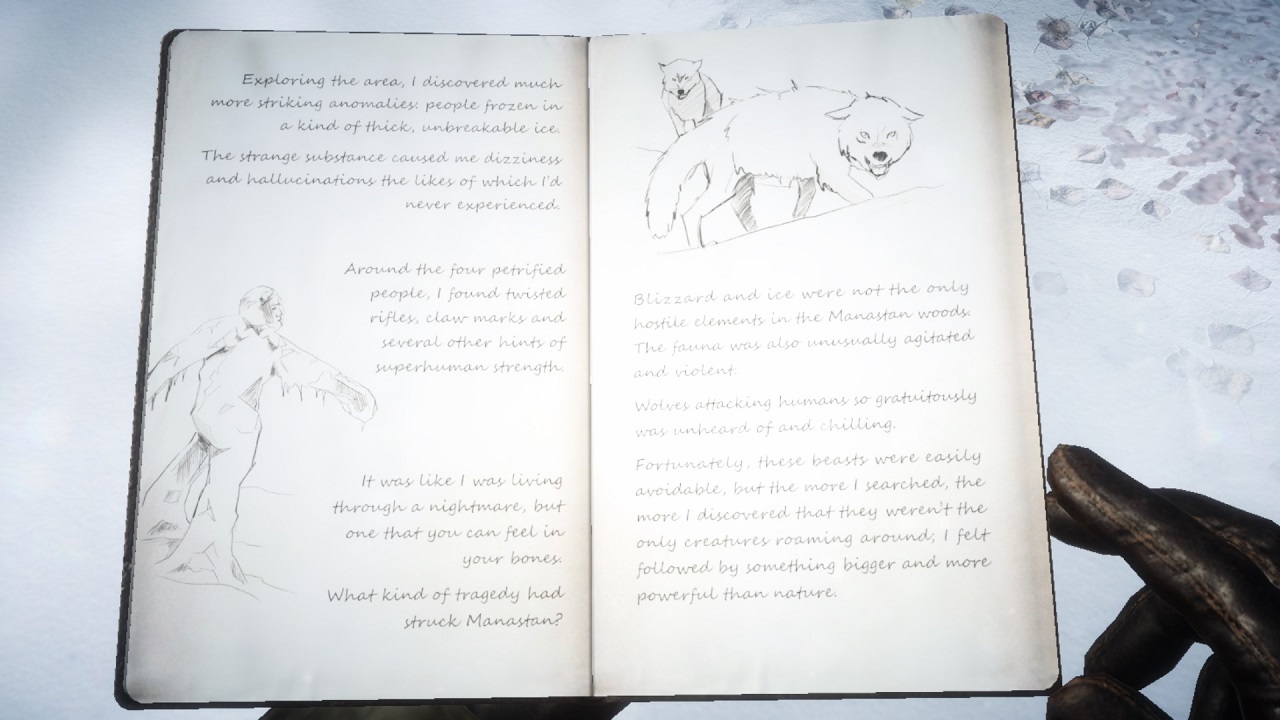 Exploring the area, I discovered much
more striking anomalies: people frozen in
a kind of thick, unbreakable ice.
The strange substance caused me dizziness
and hallucinations the likes of which I'd
never experienced.
Around the four petrified
people, I found twisted
rifles, claw marks and
several other hints of
superhuman strength.
It was like I was living
through a nightmare, but
one that you can feel in
your bones.
What kind of tragedy had
struck Manastan?
Blizzard and ice were not the only
hostile elements in the Manastan woods.
The fauna was also unusually agitated
and violent.
Wolves attacking humans so gratuitously
was unheard of and chilling.
Fortunately, these beasts were easily
avoidable, but the more I searched, the
more I discovered that they weren't the
only creatures roaming around; I felt
followed by something bigger and more
powerful than nature.